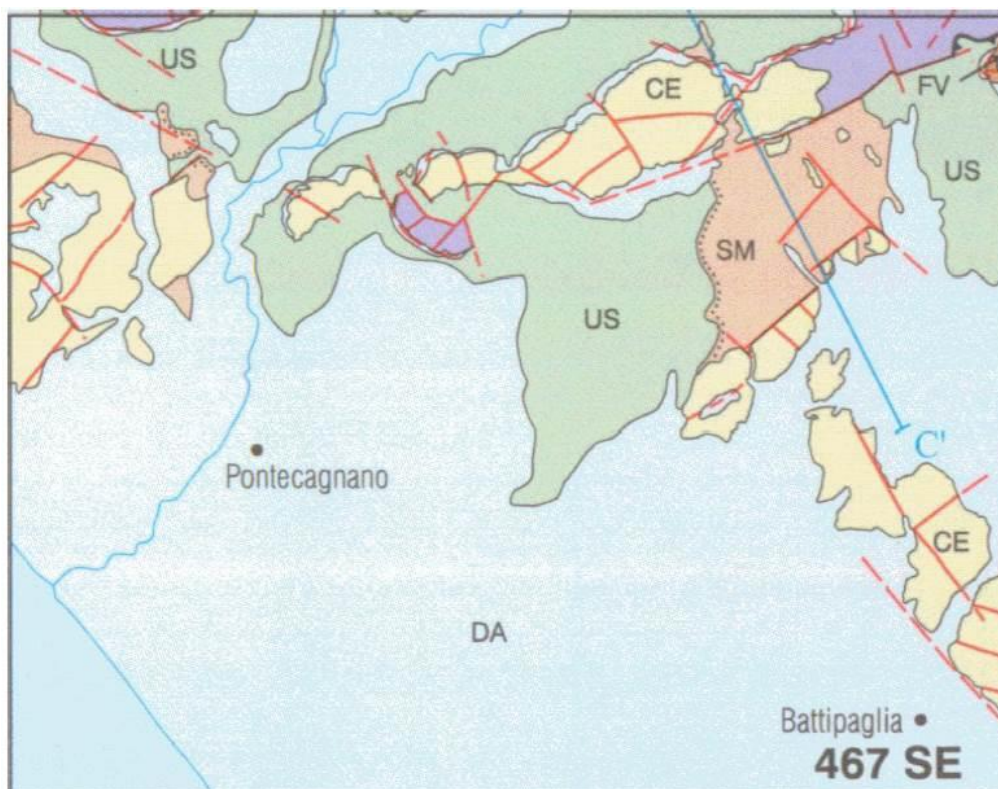 US
CE
FV
US
SM
US
C'
Pontecagnano
CE
DA
Battipaglia
467 SE